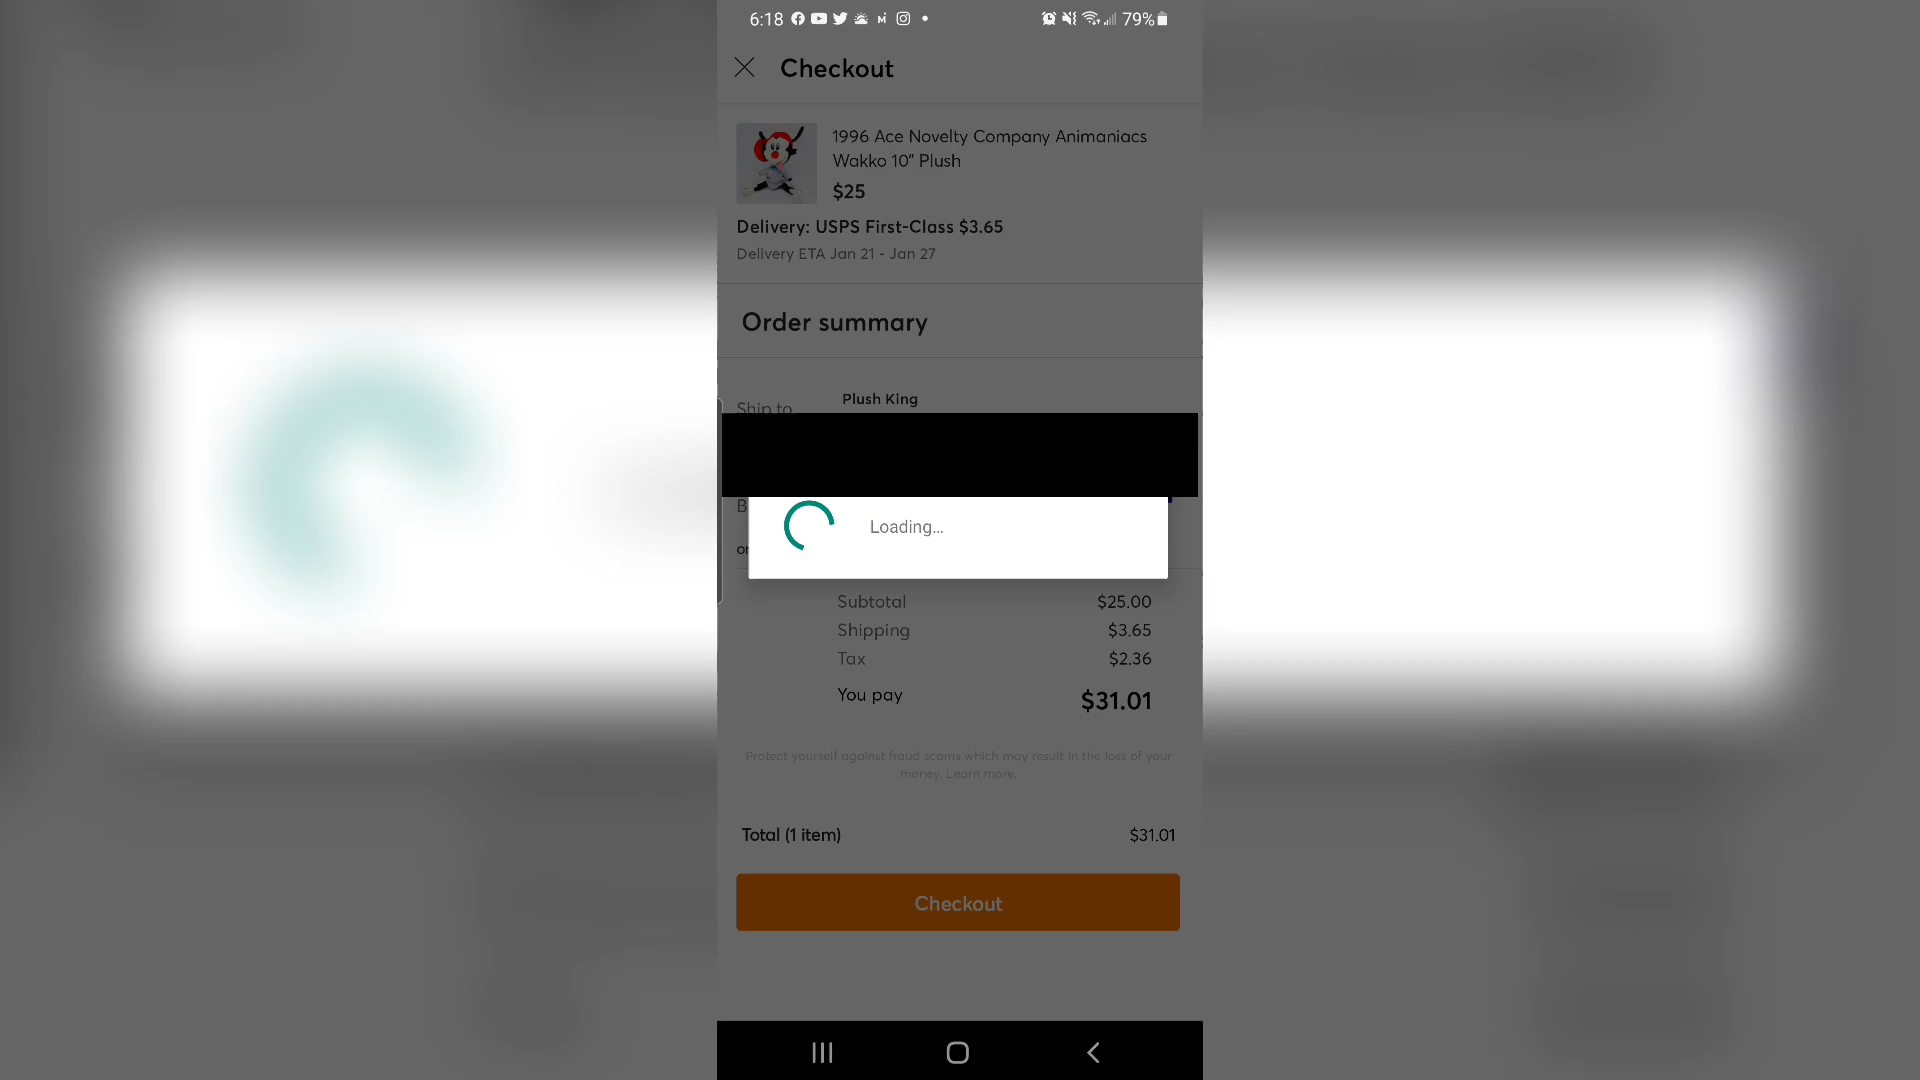 6:18 79%
Checkout
1996 Ace Novelty Company Animaniacs
Wakko 10" Plush
$25
Delivery: USPS First-Class $3.65
Delivery ETA Jan 21 - Jan 27
Order summary
Plush King
Ship to
Loading...
Subtotal $25.00
Shipping $3.65
Tax $2.36
You pay $31.01
Protect yourself against fraud scams which may result in the loss of your
money. Learn more.
Total (1 item) $31.01
Checkout